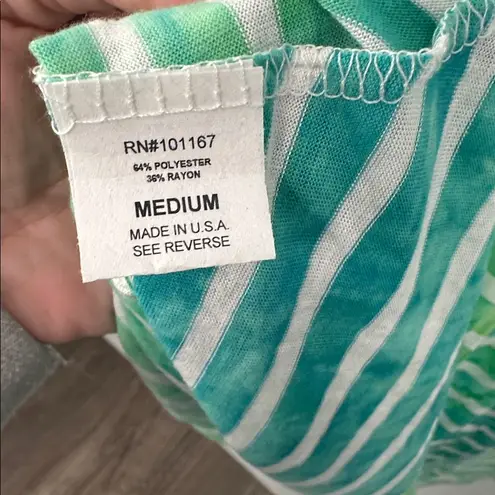 RN#101167
64% POLYESTER
36% RAYON
MEDIUM
MADE IN U.S.A.
SEE REVERSE